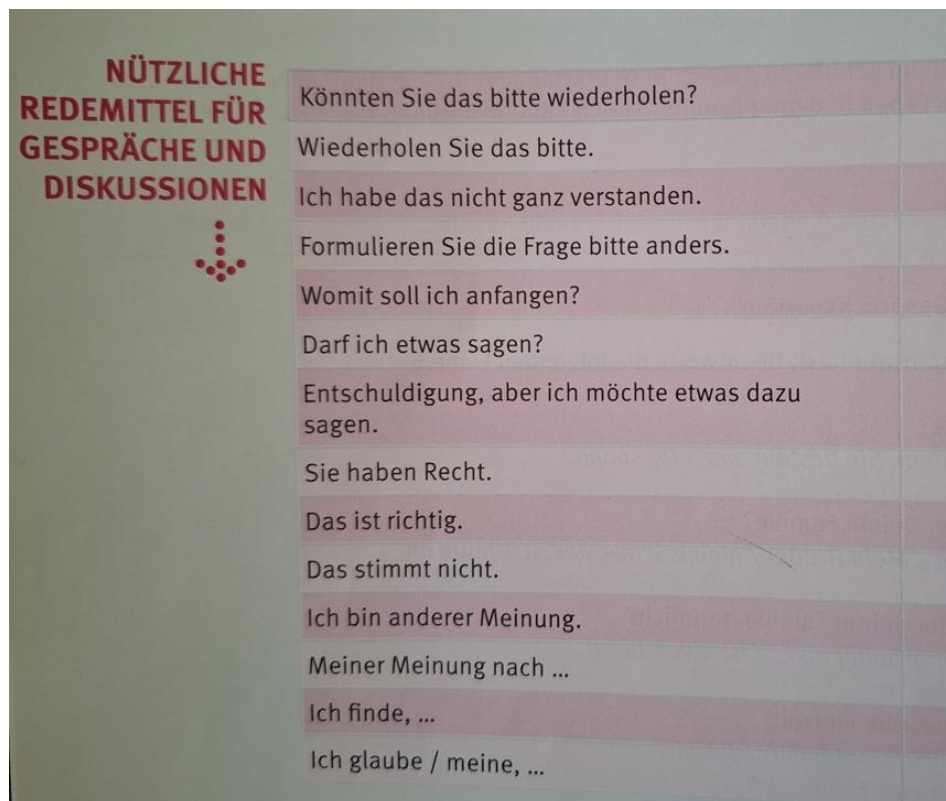 NÜTZLICHE
REDEMITTEL FÜR
GESPRÄCHE UND
DISKUSSIONEN
Könnten Sie das bitte wiederholen?
Wiederholen Sie das bitte.
Ich habe das nicht ganz verstanden.
Formulieren Sie die Frage bitte anders.
Womit soll ich anfangen?
Darf ich etwas sagen?
Entschuldigung, aber ich möchte etwas dazu
sagen.
Sie haben Recht.
Das ist richtig.
Das stimmt nicht.
Ich bin anderer Meinung.
Meiner Meinung nach ...
Ich finde, ...
Ich glaube / meine, ...